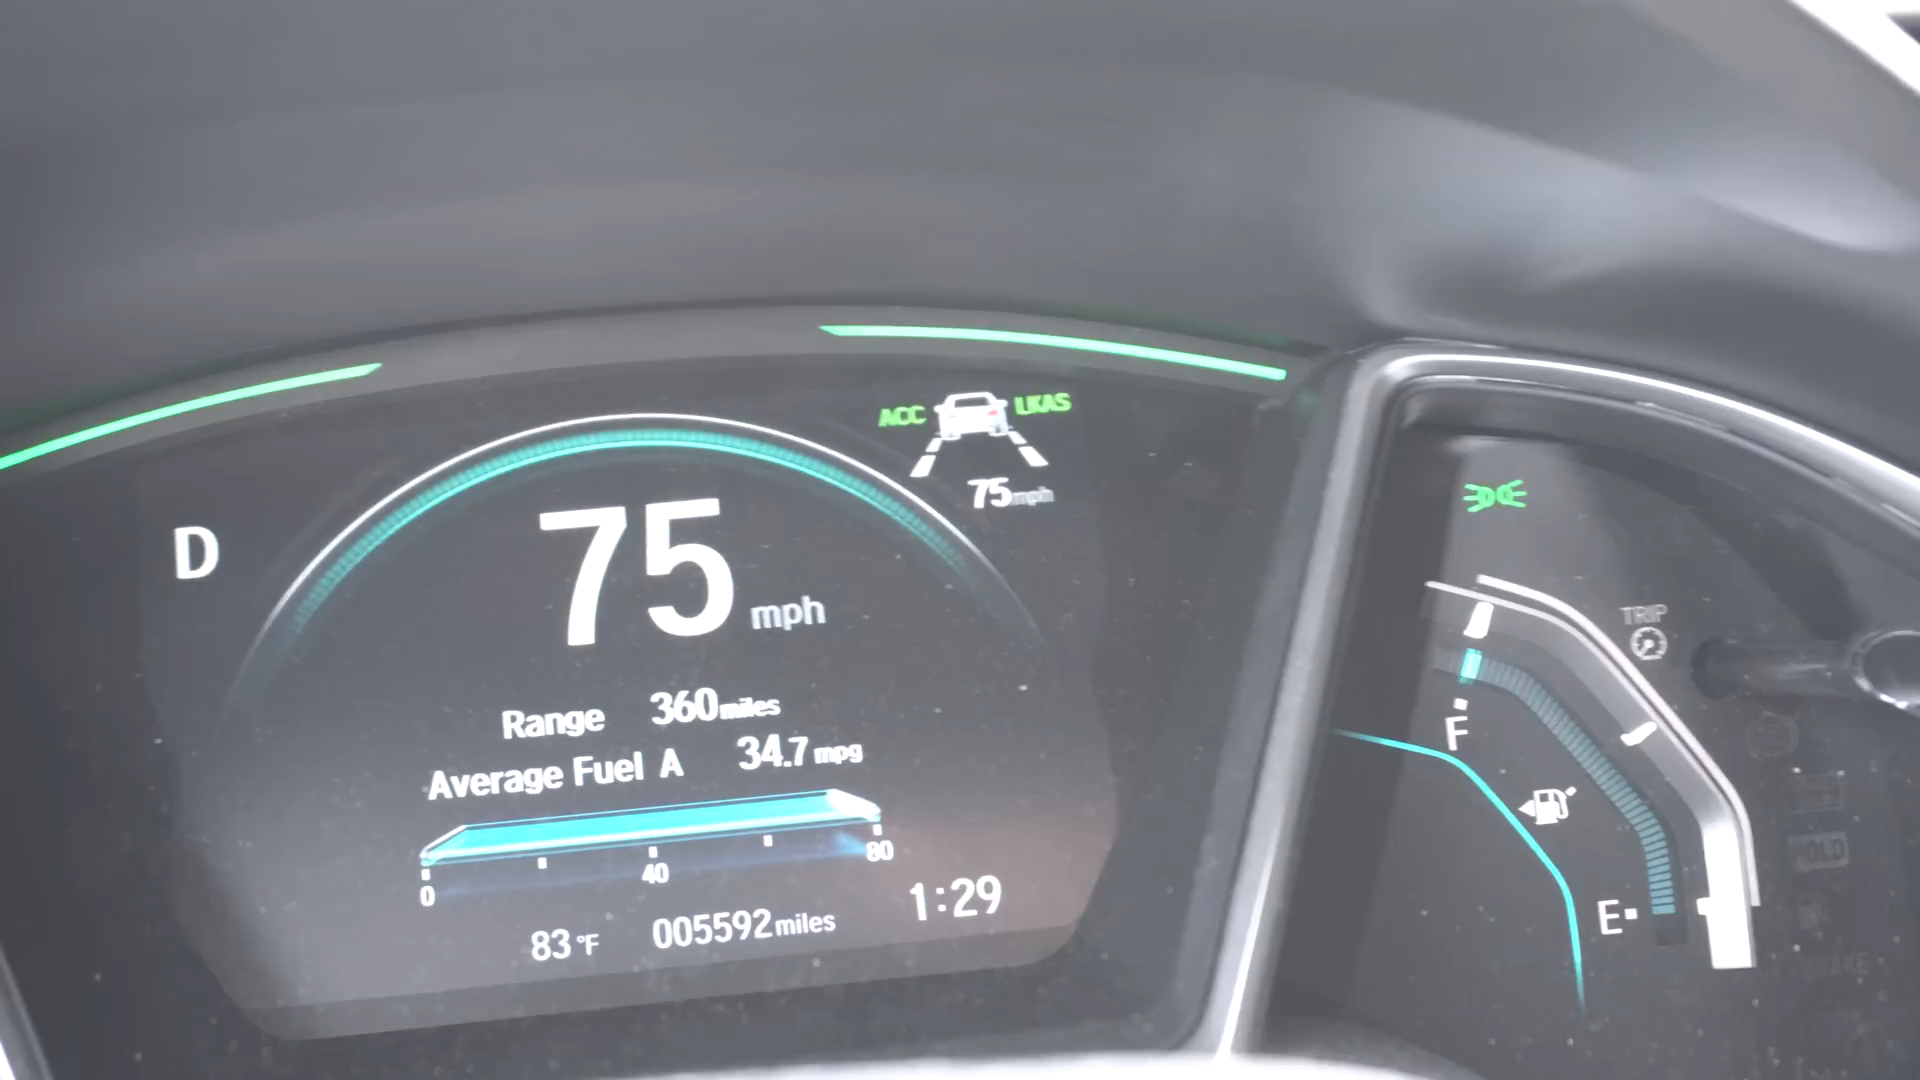 ACC LKAS
75mph
D
75 mph
Range 360miles
Average Fuel A 34.7mpg
0 40 80
83°F 005592miles 1:29
TRIP
F
E
HOLD